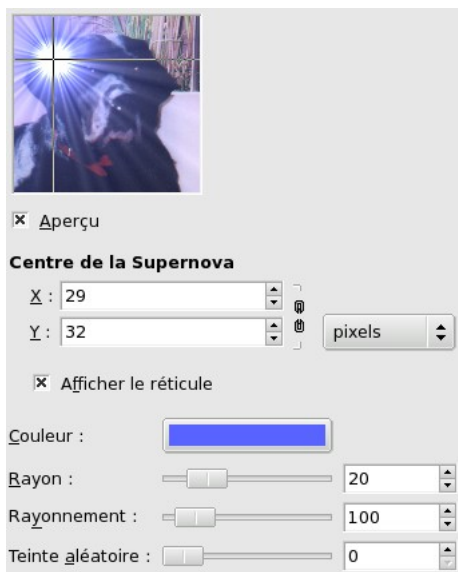 Aperçu
Centre de la Supernova
X : 29
Y : 32
pixels
Afficher le réticule
Couleur :
Rayon : 20
Rayonnement : 100
Teinte aléatoire : 0